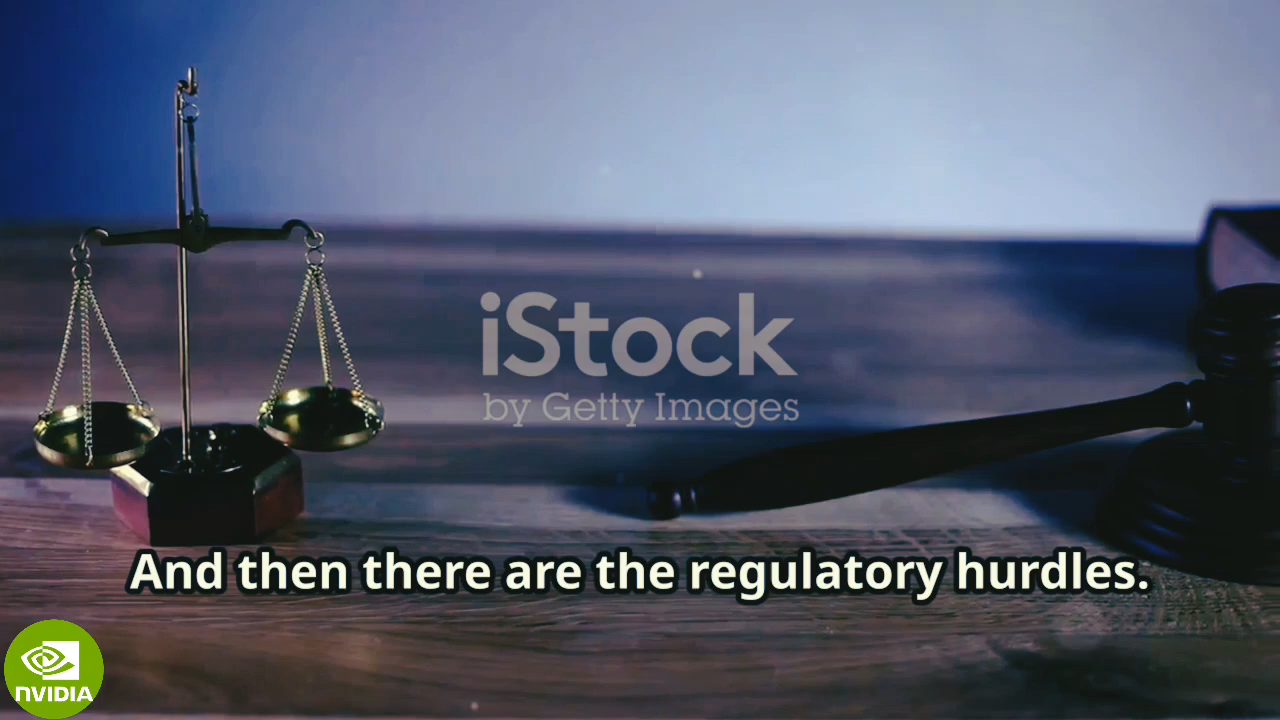 iStock
by Getty Images
And then there are the regulatory hurdles.
NVIDIA